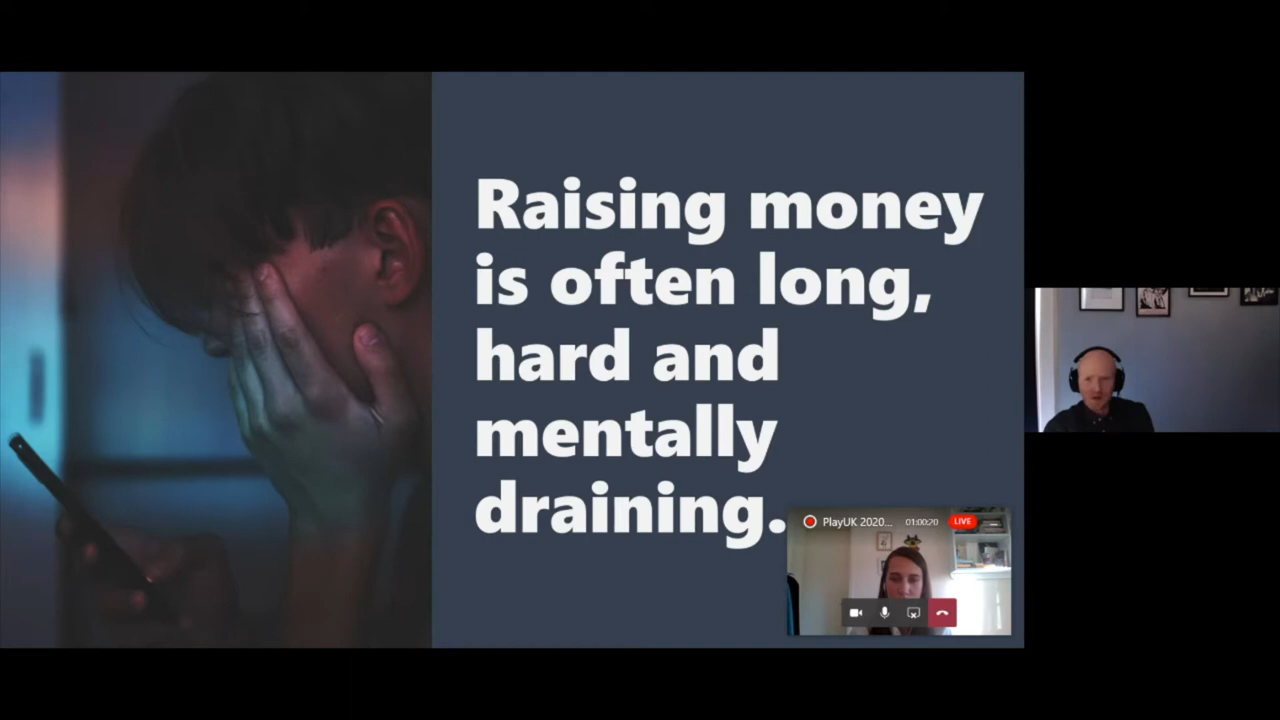 Raising money
is often long,
hard and
mentally
draining.
PlayUK 2020...
01:00:20
LIVE